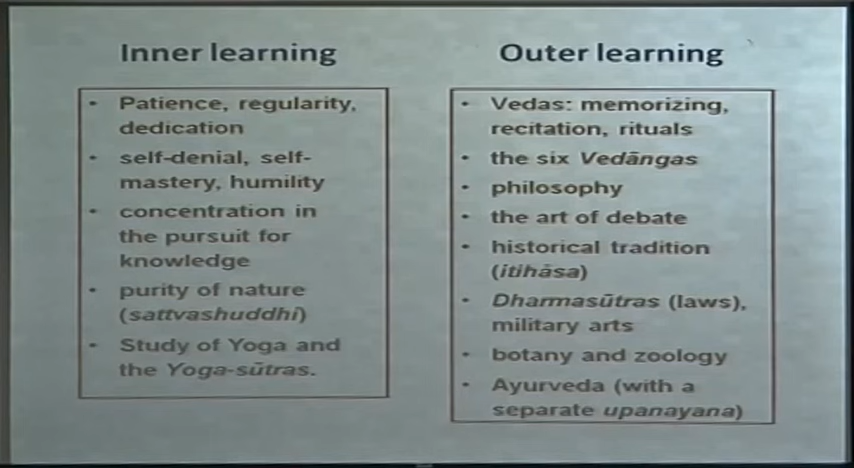 Inner learning
• Patience, regularity,
dedication
• self-denial, self-
mastery, humility
• concentration in
the pursuit for
knowledge
• purity of nature
(sattvashuddhi)
• Study of Yoga and
the Yoga-sūtras.
Outer learning
• Vedas: memorizing,
recitation, rituals
• the six Vedāngas
• philosophy
• the art of debate
• historical tradition
(itihāsa)
• Dharmasūtras (laws),
military arts
• botany and zoology
• Ayurveda (with a
separate upanayana)